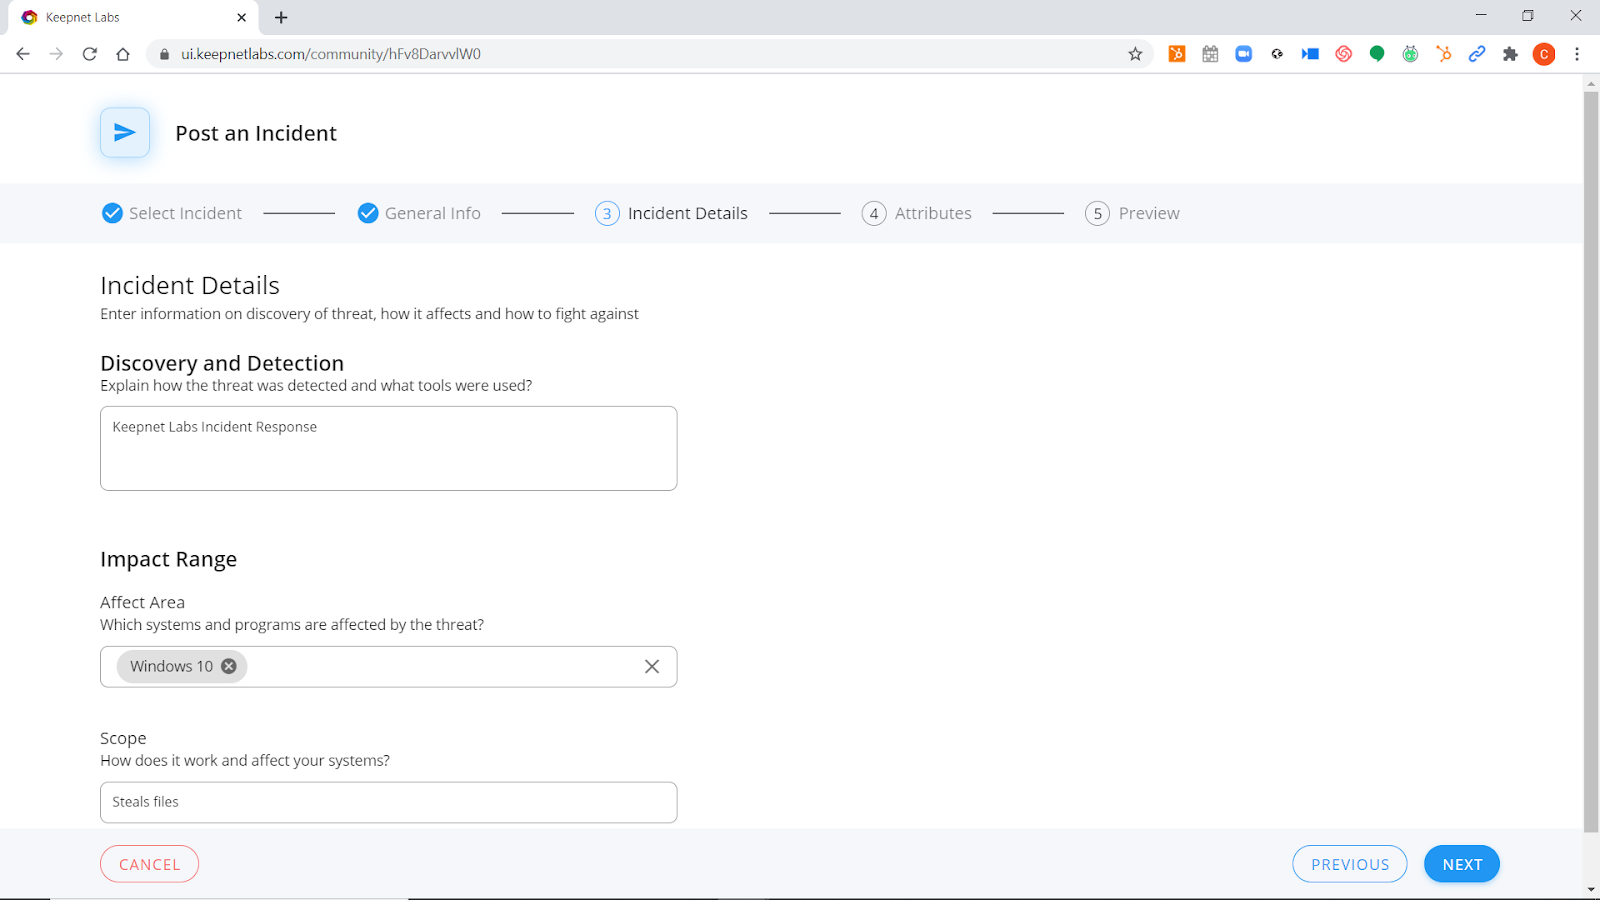 Keepnet Labs
ui.keepnetlabs.com/community/hFv8DarvvlW0
C
Post an Incident
Select Incident
General Info
3 Incident Details
4 Attributes
5 Preview
Incident Details
Enter information on discovery of threat, how it affects and how to fight against
Discovery and Detection
Explain how the threat was detected and what tools were used?
Keepnet Labs Incident Response
Impact Range
Affect Area
Which systems and programs are affected by the threat?
Windows 10
Scope
How does it work and affect your systems?
Steals files
CANCEL
PREVIOUS
NEXT